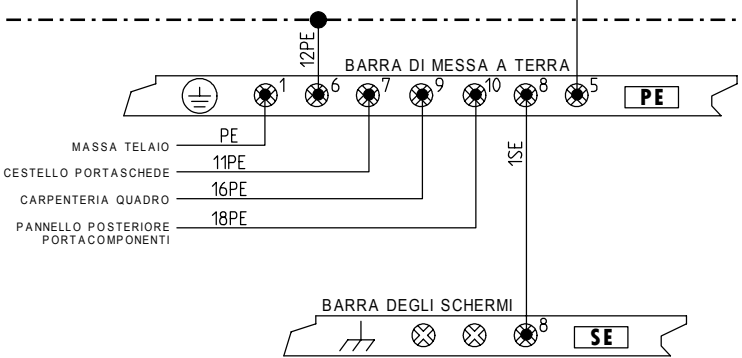 12PE
BARRA DI MESSA A TERRA
1 6 7 9 10 8 5 PE
MASSA TELAIO PE
CESTELLO PORTASCHEDE 11PE
CARPENTERIA QUADRO 16PE
PANNELLO POSTERIORE 18PE
PORTACOMPONENTI
1SE
BARRA DEGLI SCHERMI
8 SE